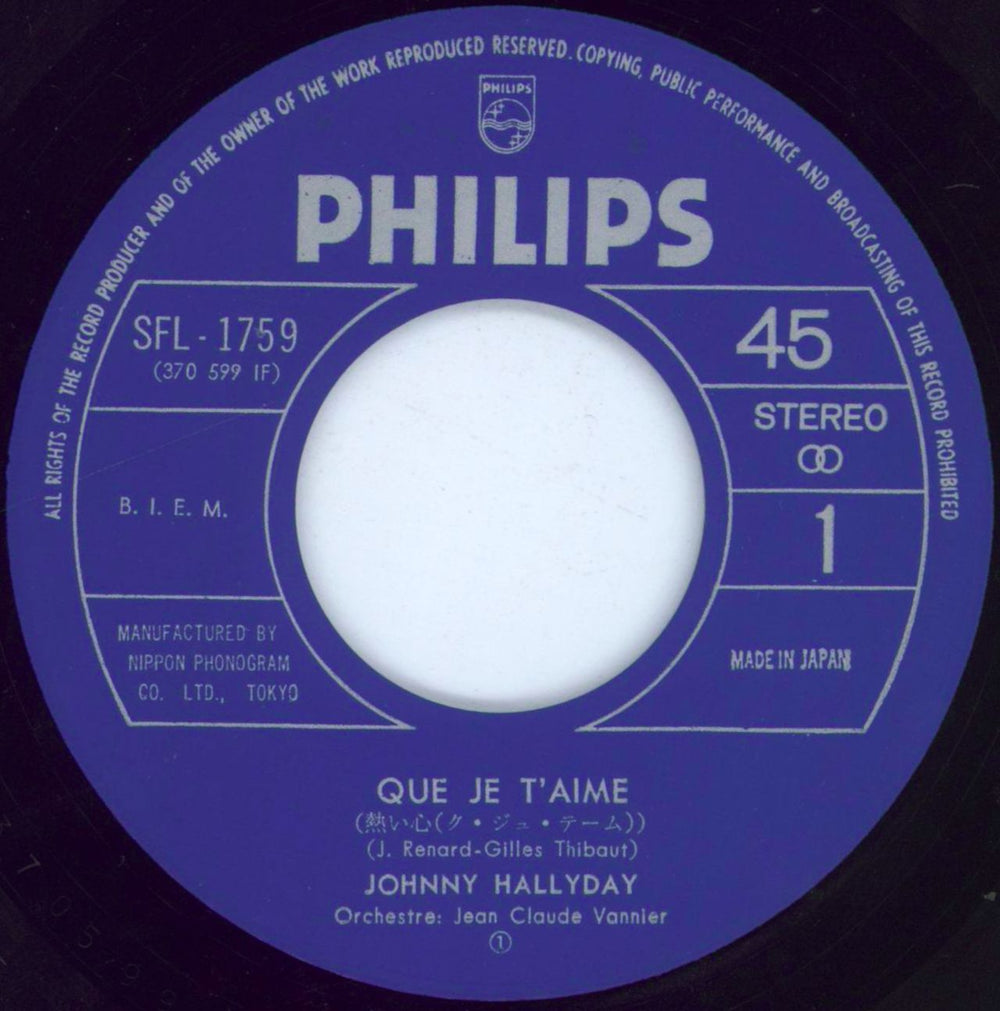 ALL RIGHTS OF THE RECORD PRODUCER AND OF THE OWNER OF THE WORK REPRODUCED RESERVED. COPYING, PUBLIC PERFORMANCE AND BROADCASTING OF THIS RECORD PROHIBITED
PHILIPS
PHILIPS
SFL-1759
(370 599 IF)
B. I. E. M.
MANUFACTURED BY
NIPPON PHONOGRAM
CO. LTD., TOKYO
45
STEREO
1
MADE IN JAPAN
QUE JE T'AIME
(熱い心(ク・ジュ・テーム))
(J. Renard-Gilles Thibaut)
JOHNNY HALLYDAY
Orchestre: Jean Claude Vannier
①